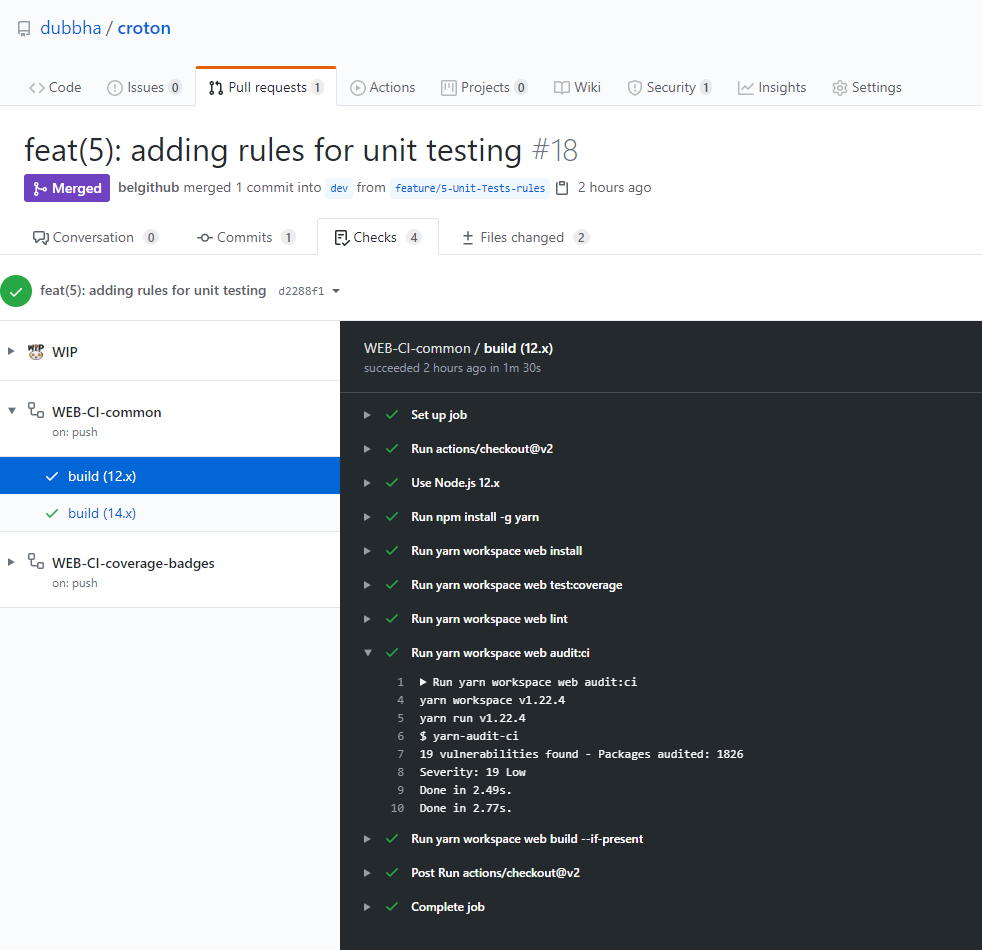 dubbha / croton
Code Issues 0 Pull requests 1 Actions Projects 0 Wiki Security 1 Insights Settings
feat(5): adding rules for unit testing #18
Merged belgithub merged 1 commit into dev from feature/5-Unit-Tests-rules 2 hours ago
Conversation 0 Commits 1 Checks 4 Files changed 2
feat(5): adding rules for unit testing d2288f1
WIP WIP
WEB-CI-common
on: push
build (12.x)
build (14.x)
WEB-CI-coverage-badges
on: push
WEB-CI-common / build (12.x)
succeeded 2 hours ago in 1m 30s
Set up job
Run actions/checkout@v2
Use Node.js 12.x
Run npm install -g yarn
Run yarn workspace web install
Run yarn workspace web test:coverage
Run yarn workspace web lint
Run yarn workspace web audit:ci
1 Run yarn workspace web audit:ci
4 yarn workspace v1.22.4
5 yarn run v1.22.4
6 $ yarn-audit-ci
7 19 vulnerabilities found - Packages audited: 1826
8 Severity: 19 Low
9 Done in 2.49s.
10 Done in 2.77s.
Run yarn workspace web build --if-present
Post Run actions/checkout@v2
Complete job